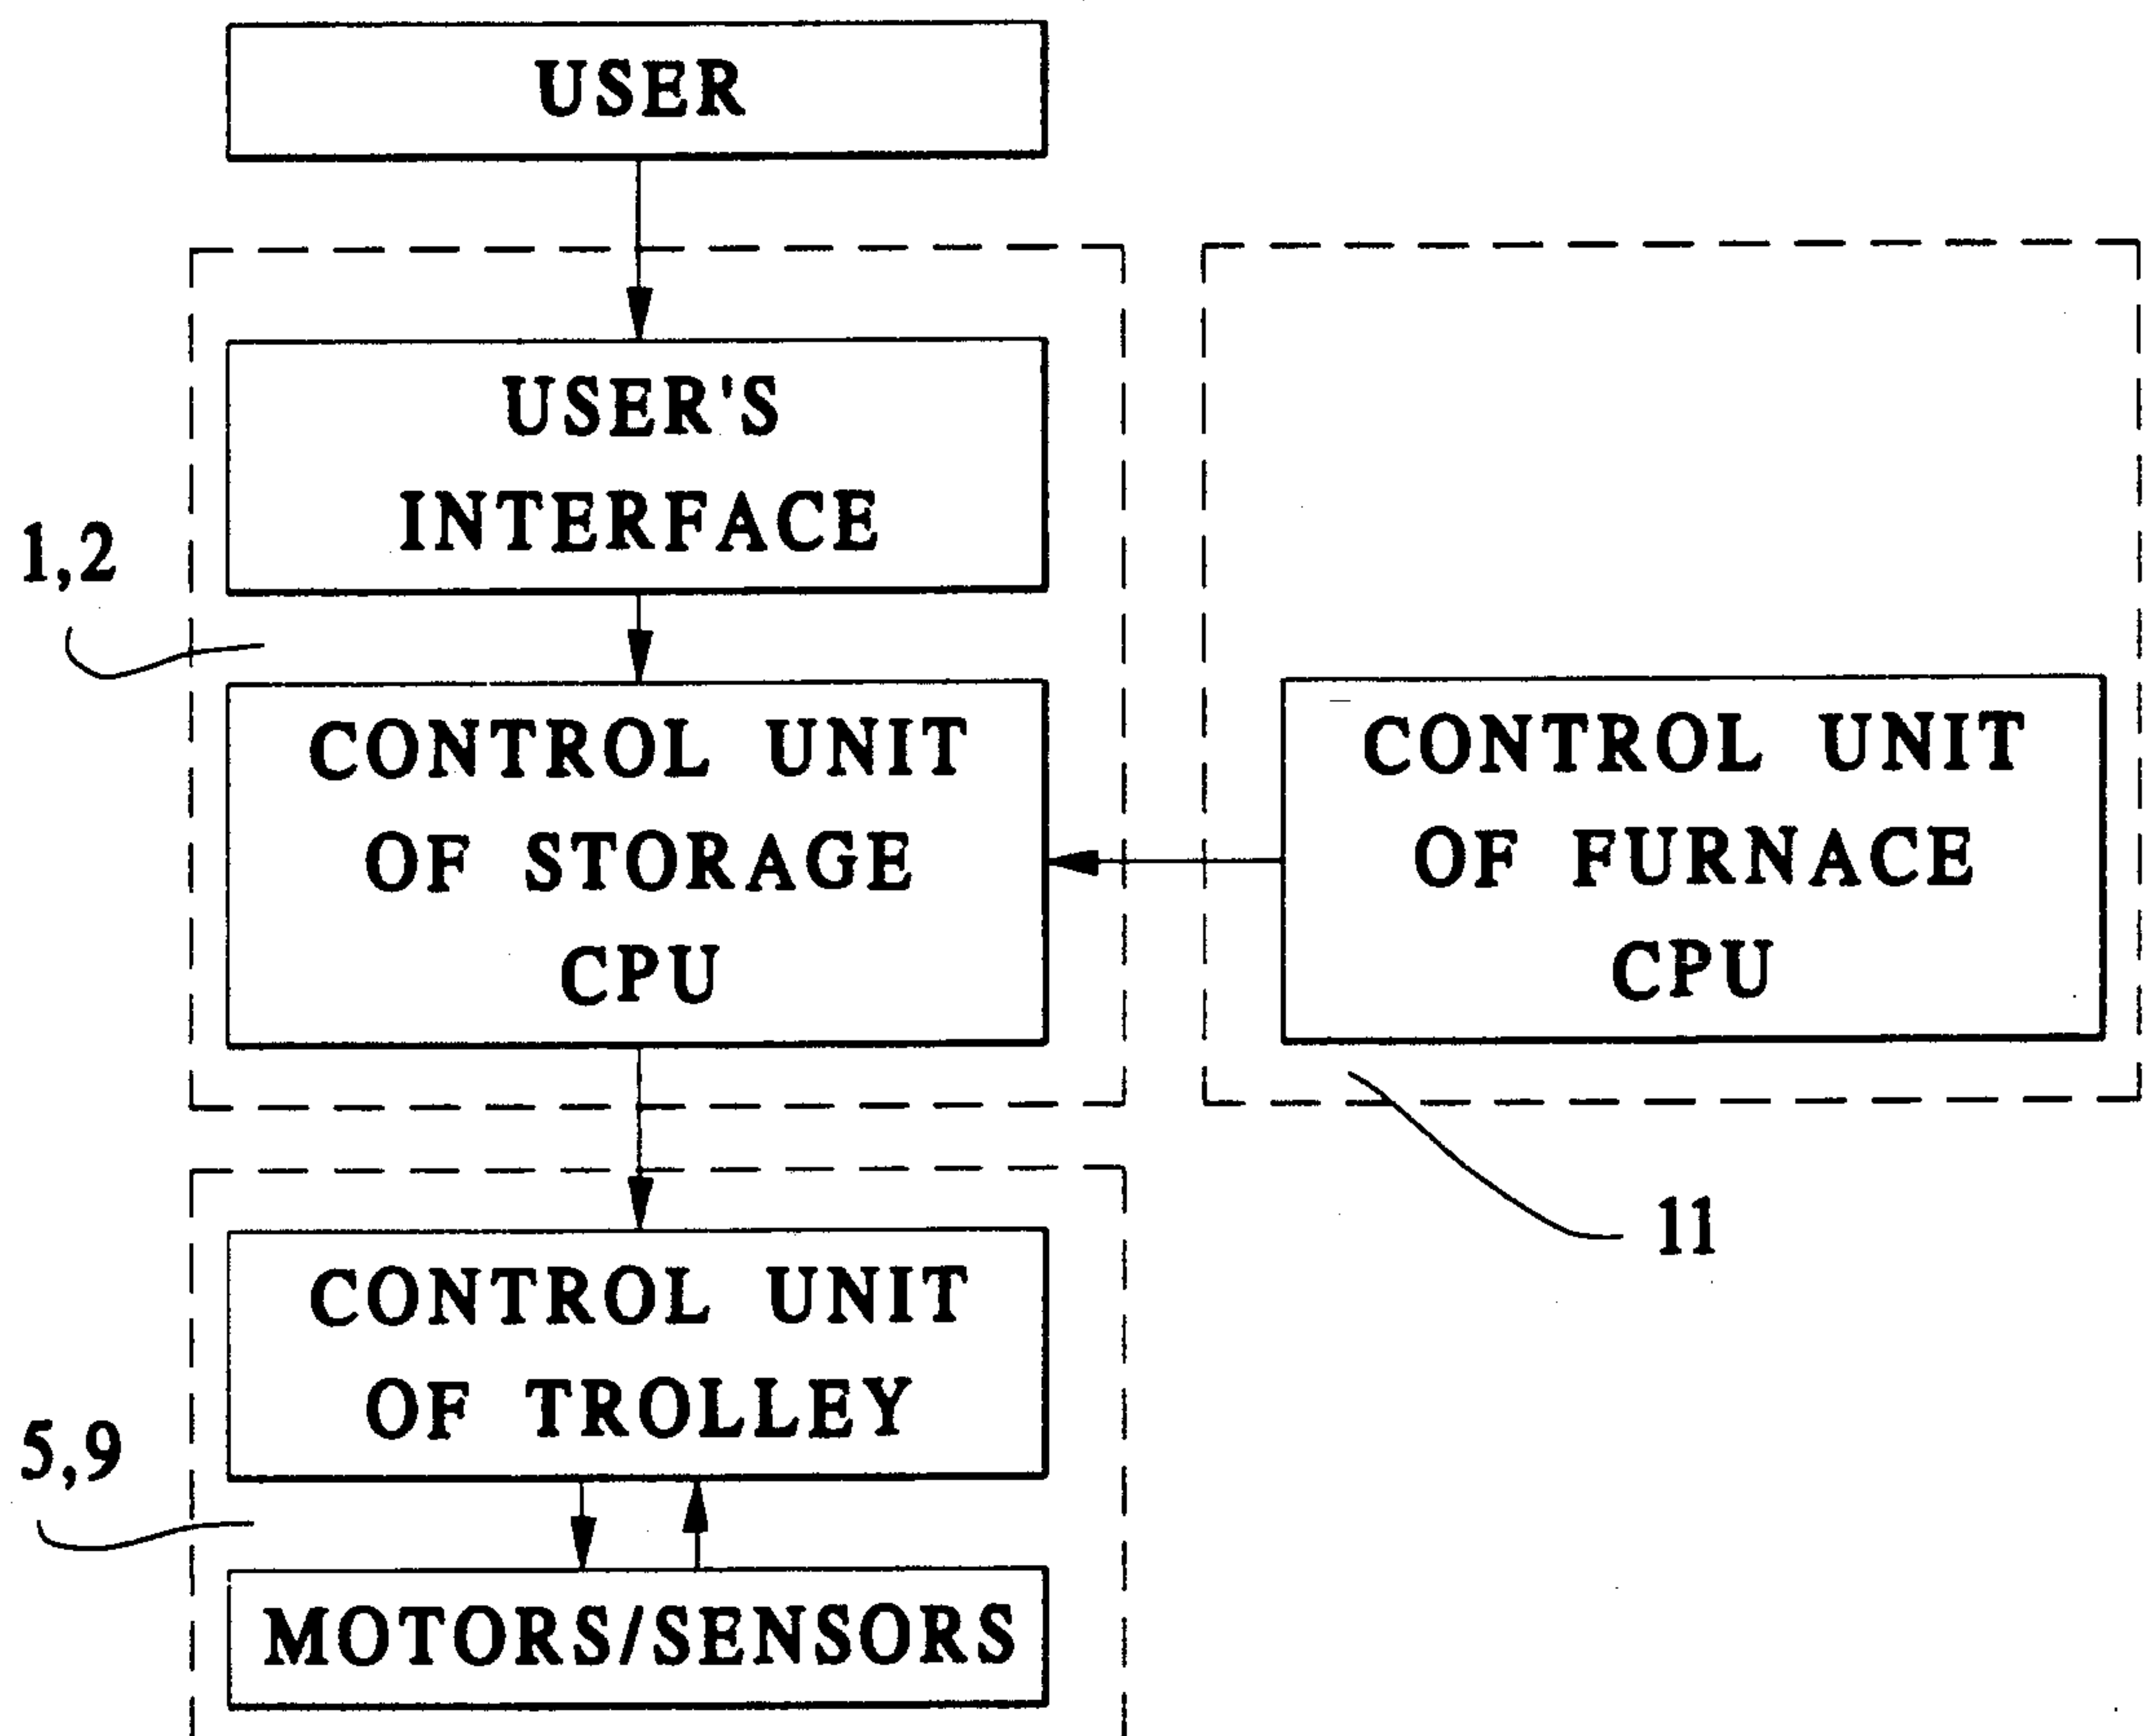 USER
USER'S
INTERFACE
1,2
CONTROL UNIT
OF STORAGE
CPU
CONTROL UNIT
OF FURNACE
CPU
11
CONTROL UNIT
OF TROLLEY
5,9
MOTORS/SENSORS